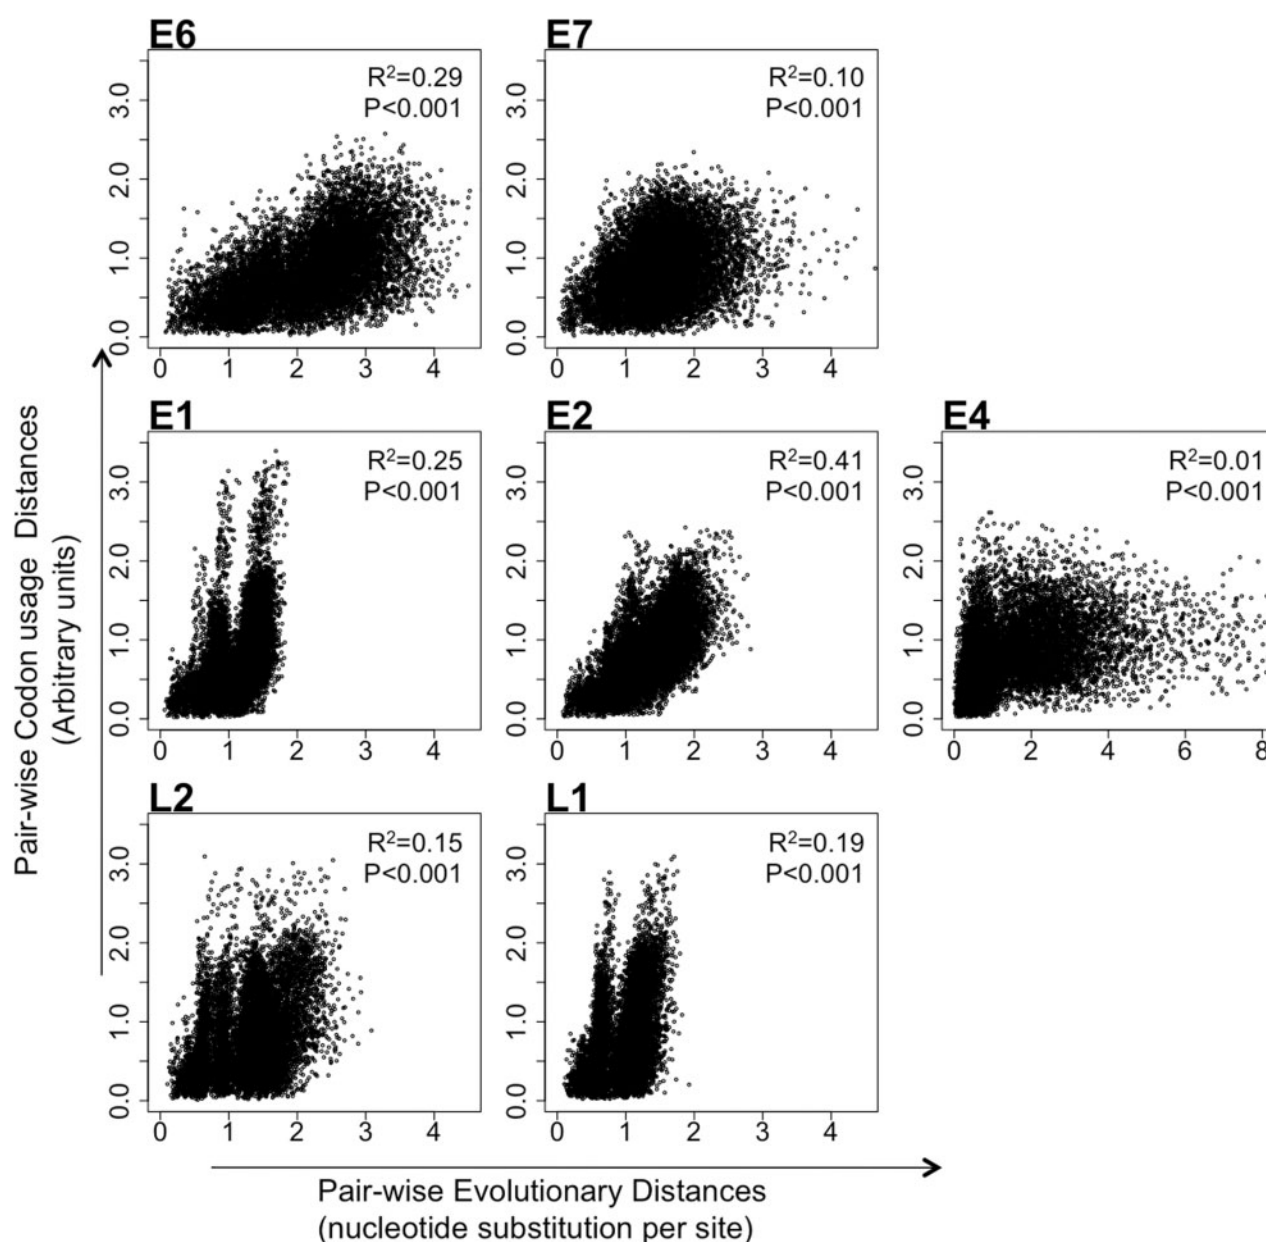 E6
R²=0.29
P<0.001
0.0 1.0 2.0 3.0
0 1 2 3 4
E7
R²=0.10
P<0.001
0.0 1.0 2.0 3.0
0 1 2 3 4
E1
R²=0.25
P<0.001
0.0 1.0 2.0 3.0
0 1 2 3 4
E2
R²=0.41
P<0.001
0.0 1.0 2.0 3.0
0 1 2 3 4
E4
R²=0.01
P<0.001
0.0 1.0 2.0 3.0
0 2 4 6 8
L2
R²=0.15
P<0.001
0.0 1.0 2.0 3.0
0 1 2 3 4
L1
R²=0.19
P<0.001
0.0 1.0 2.0 3.0
0 1 2 3 4
Pair-wise Codon usage Distances
(Arbitrary units)
Pair-wise Evolutionary Distances
(nucleotide substitution per site)